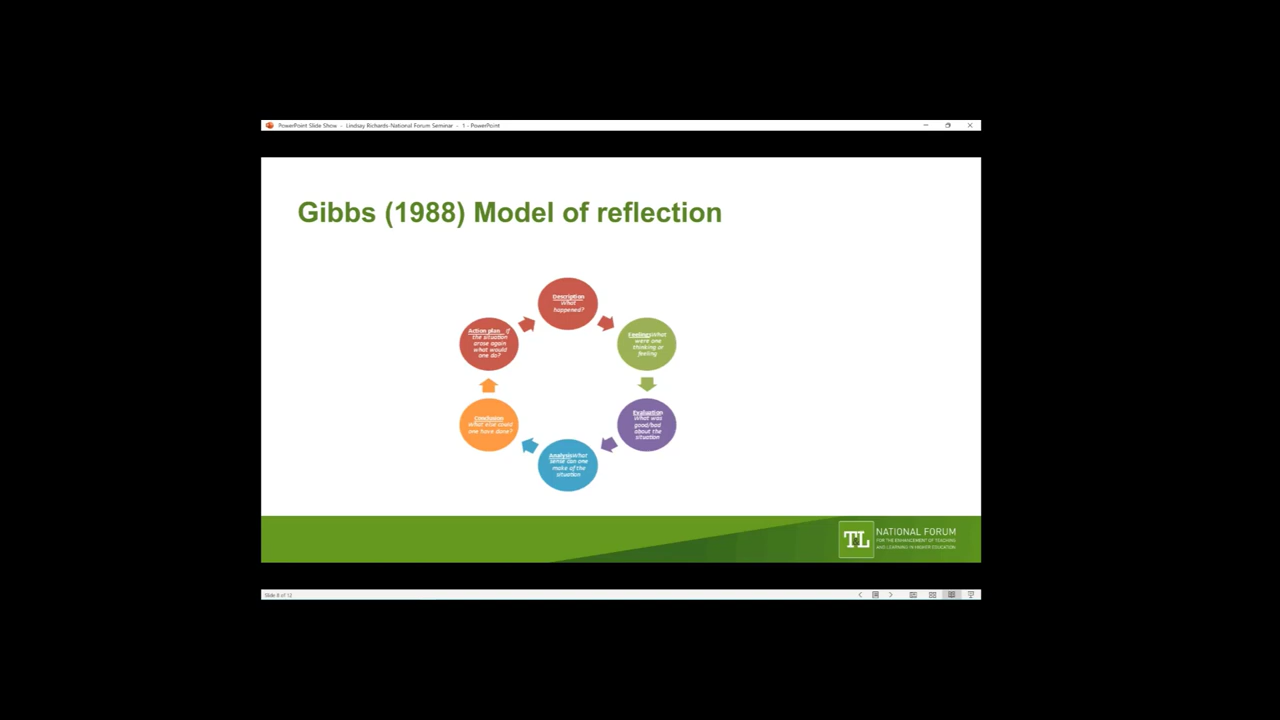 PowerPoint Slide Show - Lindsay Richards-National Forum Seminar - 1 - PowerPoint
Gibbs (1988) Model of reflection
Description
What
happened?
Feelings What
were one
thinking or
feeling
Evaluation
What was
good/bad
about the
situation
Analysis What
sense can one
make of the
situation
Conclusion
What else could
one have done?
Action plan If
the situation
arose again
what would
one do?
TL
NATIONAL FORUM
FOR THE ENHANCEMENT OF TEACHING
AND LEARNING IN HIGHER EDUCATION
Slide 8 of 12